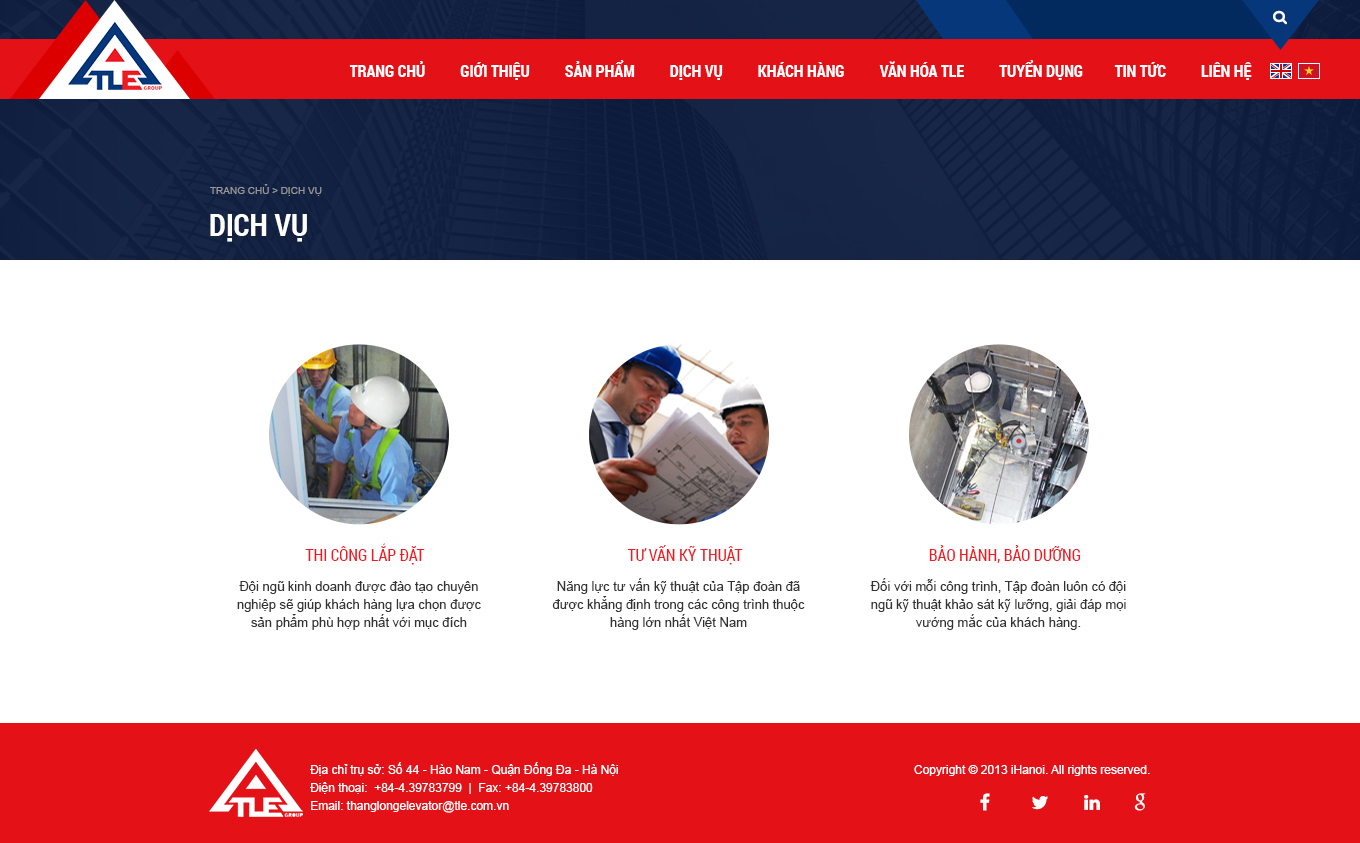 TLE
GROUP
TRANG CHỦ GIỚI THIỆU SẢN PHẨM DỊCH VỤ KHÁCH HÀNG VĂN HÓA TLE TUYỂN DỤNG TIN TỨC LIÊN HỆ
TRANG CHỦ > DỊCH VỤ
DỊCH VỤ
THI CÔNG LẮP ĐẶT
Đội ngũ kinh doanh được đào tạo chuyên
nghiệp sẽ giúp khách hàng lựa chọn được
sản phẩm phù hợp nhất với mục đích
TƯ VẤN KỸ THUẬT
Năng lực tư vấn kỹ thuật của Tập đoàn đã
được khẳng định trong các công trình thuộc
hàng lớn nhất Việt Nam
BẢO HÀNH, BẢO DƯỠNG
Đối với mỗi công trình, Tập đoàn luôn có đội
ngũ kỹ thuật khảo sát kỹ lưỡng, giải đáp mọi
vướng mắc của khách hàng.
TLE
GROUP
Địa chỉ trụ sở: Số 44 - Hào Nam - Quận Đống Đa - Hà Nội
Điện thoại: +84-4.39783799 | Fax: +84-4.39783800
Email: thanglongelevator@tle.com.vn
Copyright © 2013 iHanoi. All rights reserved.